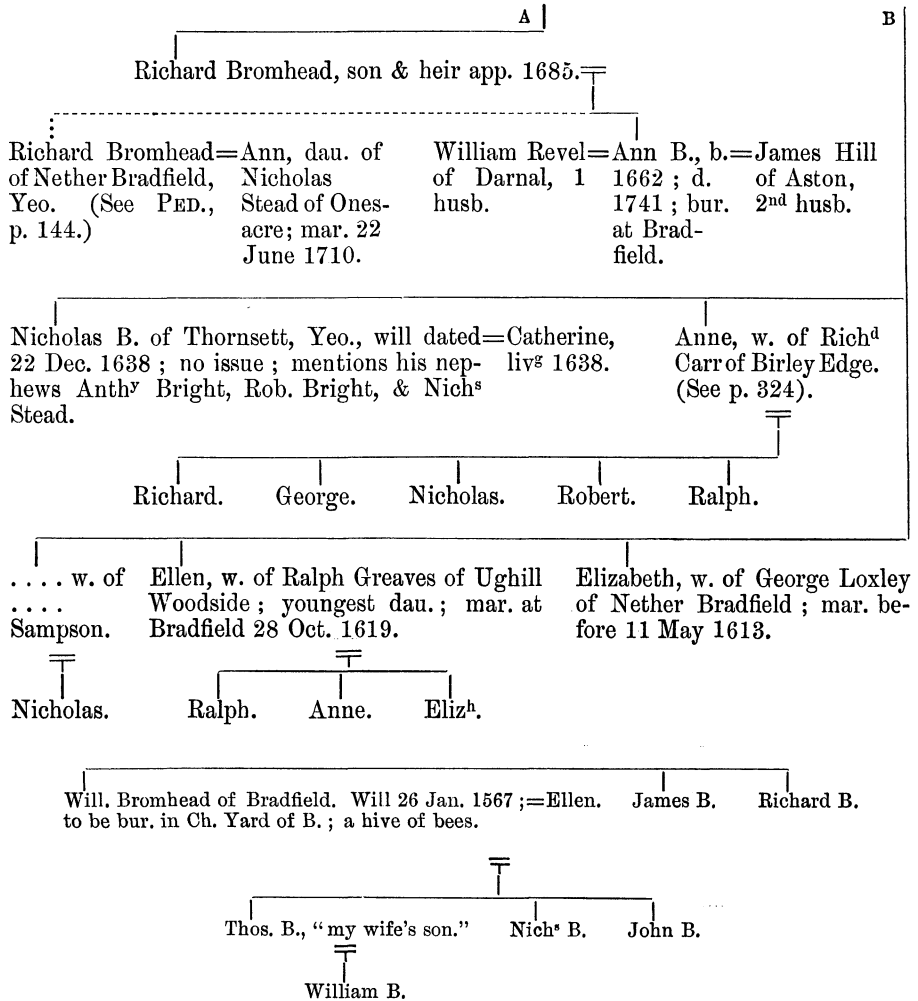 A B
Richard Bromhead, son & heir app. 1685.
Richard Bromhead=Ann, dau. of
of Nether Bradfield, Nicholas
Yeo. (See PED., Stead of Ones-
p. 144.) acre; mar. 22
June 1710.
William Revel=Ann B., b.=James Hill
of Darnal, 1 1662 ; d. of Aston,
husb. 1741 ; bur. 2nd husb.
at Brad-
field.
Nicholas B. of Thornsett, Yeo., will dated=Catherine,
22 Dec. 1638 ; no issue ; mentions his nep- livg 1638.
hews Anthy Bright, Rob. Bright, & Nichs
Stead.
Anne, w. of Richd
Carr of Birley Edge.
(See p. 324).
Richard. George. Nicholas. Robert. Ralph.
. . . . w. of
. . . .
Sampson.
Ellen, w. of Ralph Greaves of Ughill
Woodside ; youngest dau. ; mar. at
Bradfield 28 Oct. 1619.
Elizabeth, w. of George Loxley
of Nether Bradfield ; mar. be-
fore 11 May 1613.
Nicholas. Ralph. Anne. Elizh.
Will. Bromhead of Bradfield. Will 26 Jan. 1567 ;=Ellen. James B. Richard B.
to be bur. in Ch. Yard of B. ; a hive of bees.
Thos. B., "my wife's son." Nichs B. John B.
William B.